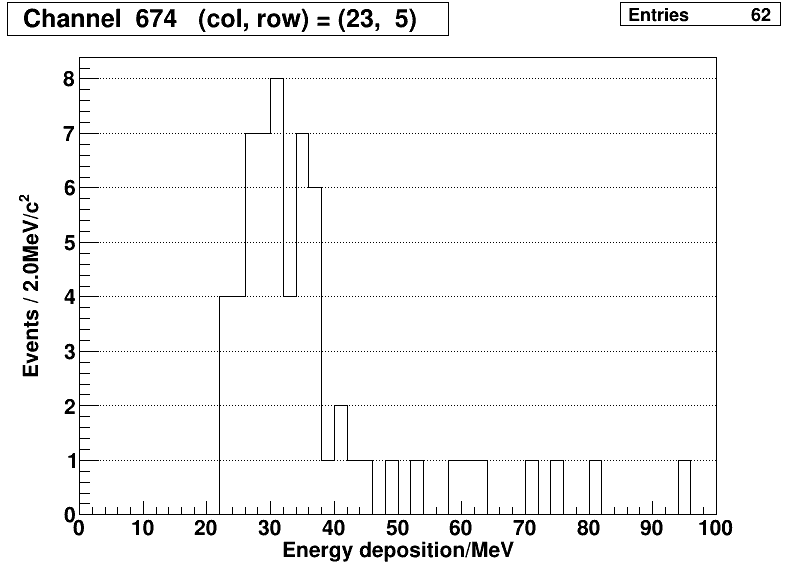 Channel 674 (col, row) = (23, 5)
Entries 62
Events / 2.0MeV/c²
8
7
6
5
4
3
2
1
0
0 10 20 30 40 50 60 70 80 90 100
Energy deposition/MeV